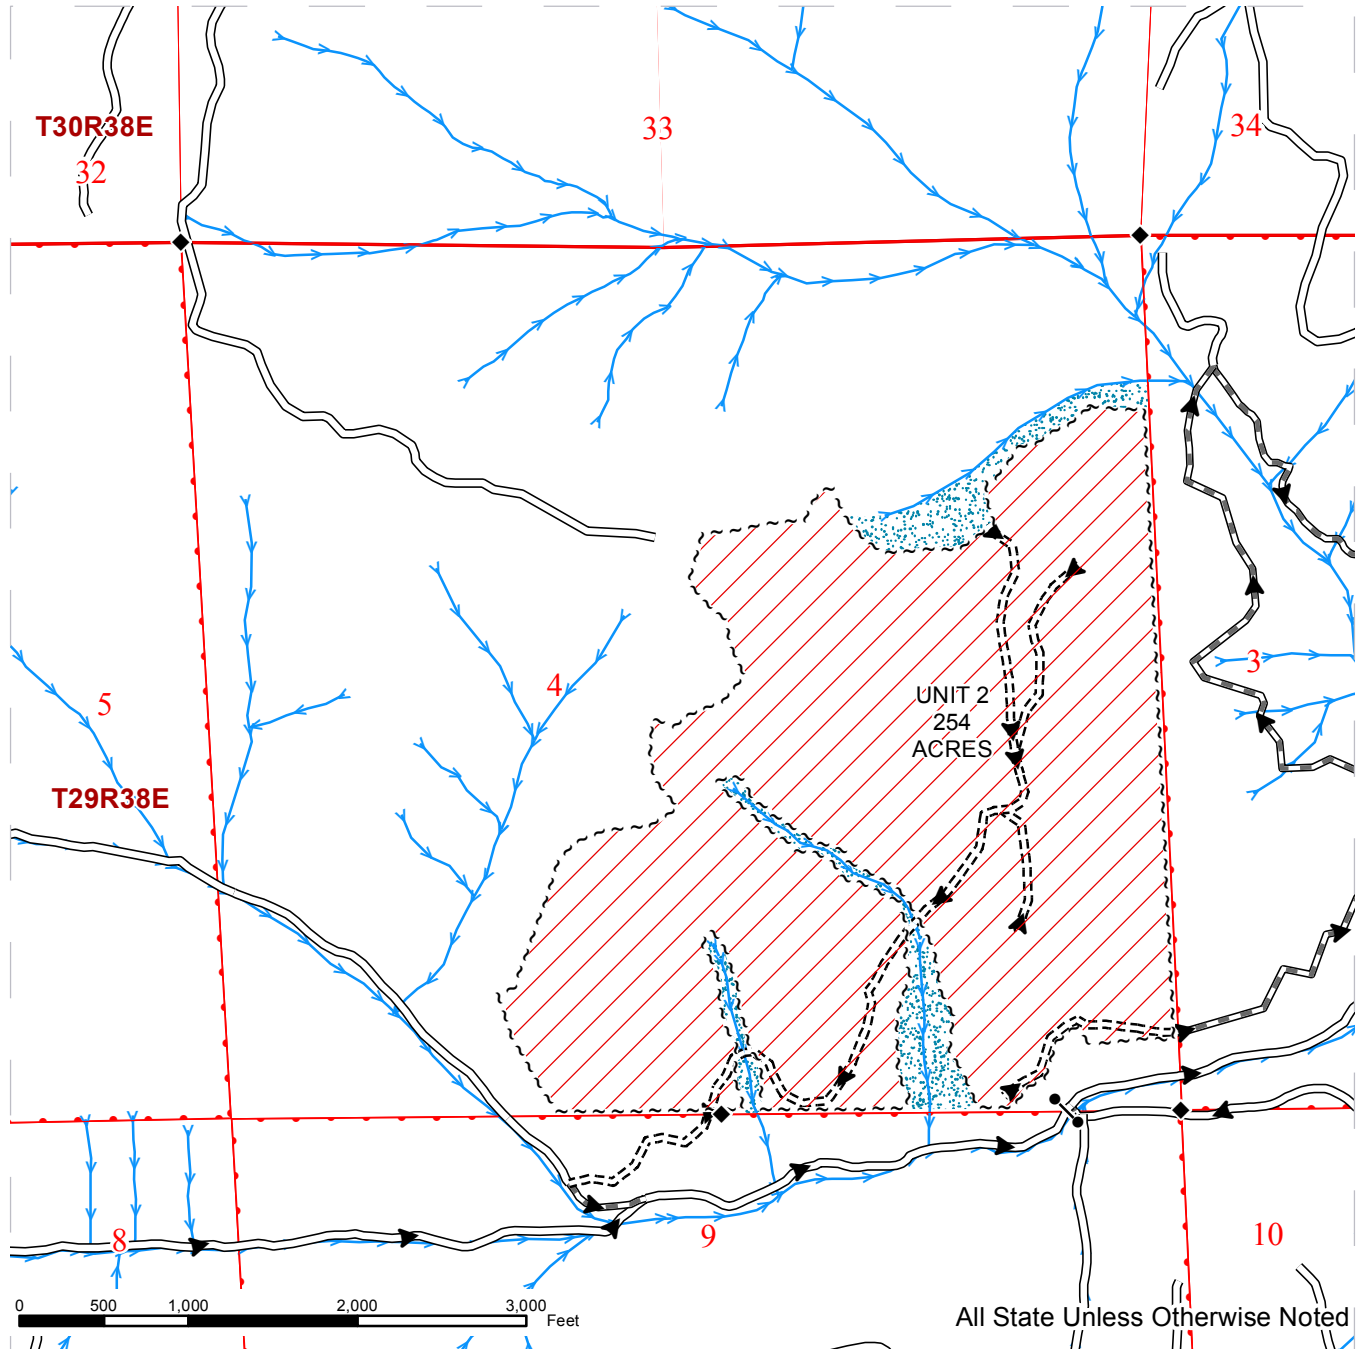 33
34
T30R38E
32
3
4
5
UNIT 2
254
ACRES
T29R38E
8
9
10
0 500 1,000 2,000 3,000
Feet
All State Unless Otherwise Noted